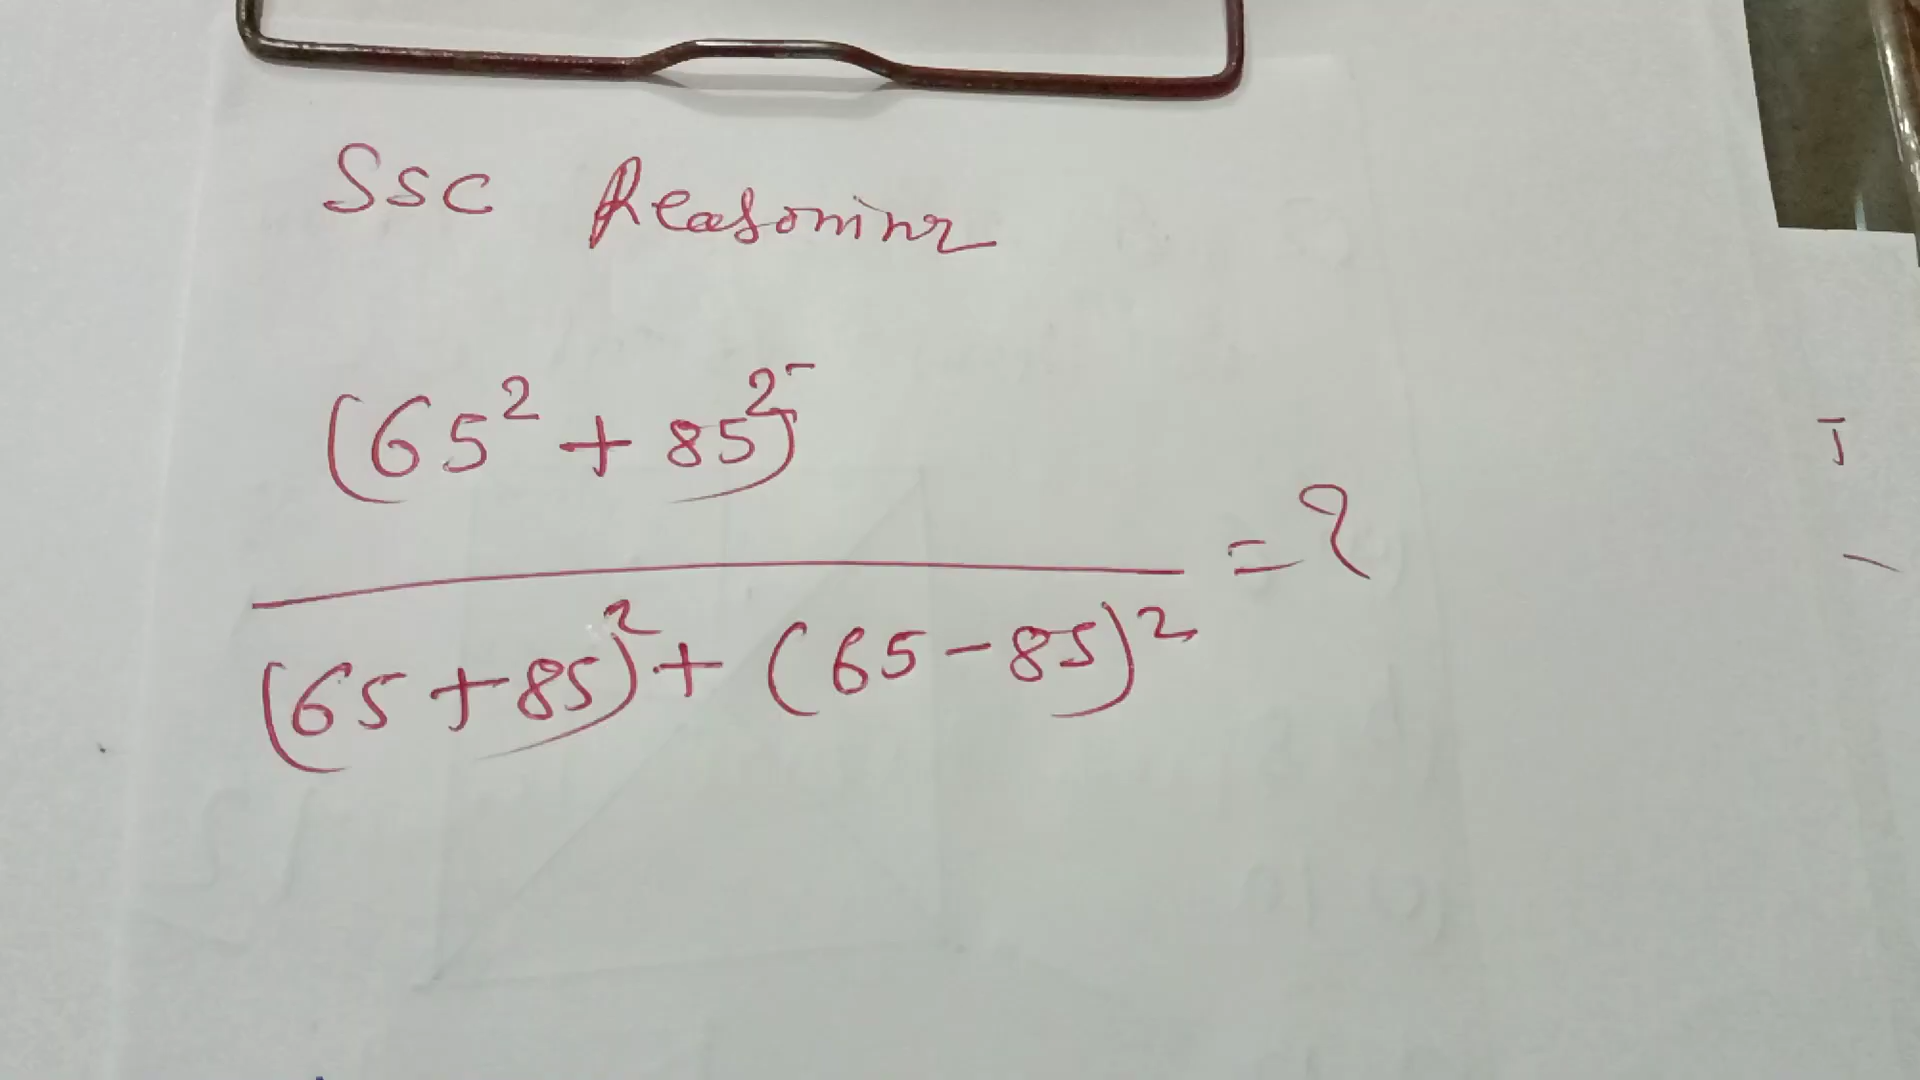 SSC Reasoning
(65² + 85²)
(65+85)² + (65-85)² = ?